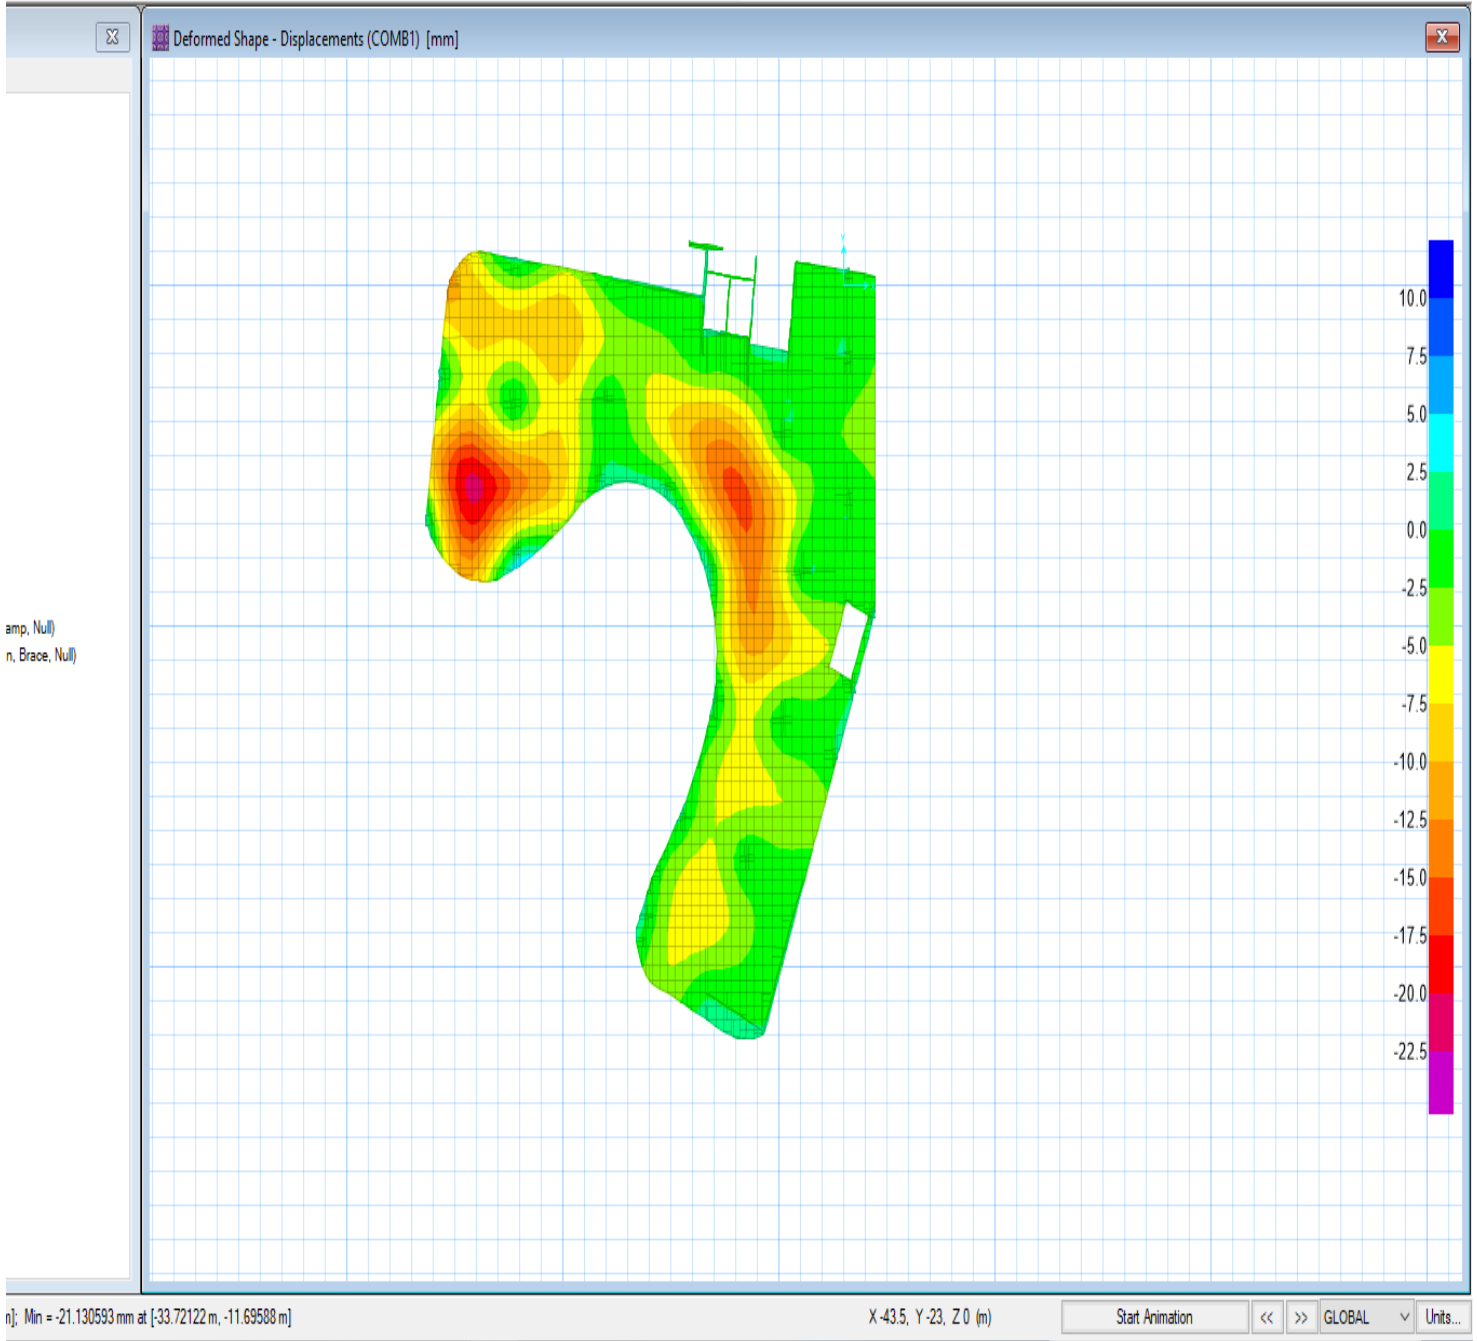 Deformed Shape - Displacements (COMB1) [mm]
10.0
7.5
5.0
2.5
0.0
-2.5
-5.0
-7.5
-10.0
-12.5
-15.0
-17.5
-20.0
-22.5
amp, Null)
n, Brace, Null)
]; Min = -21.130593 mm at [-33.72122 m, -11.69588 m]
X -43.5, Y -23, Z 0 (m)
Start Animation
<<
>>
GLOBAL
Units...